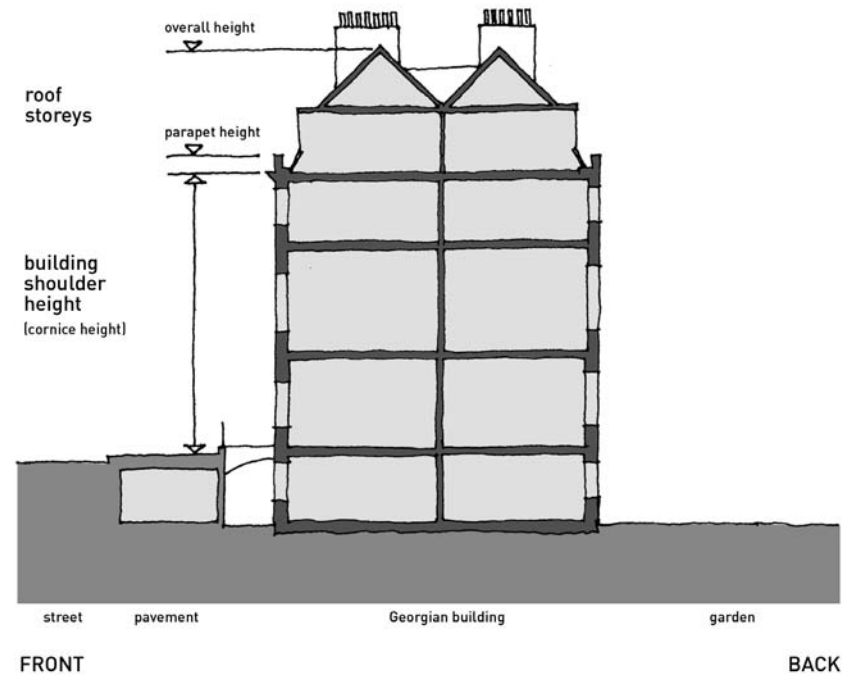 overall height
roof
storeys
parapet height
building
shoulder
height
(cornice height)
street
pavement
Georgian building
garden
FRONT
BACK